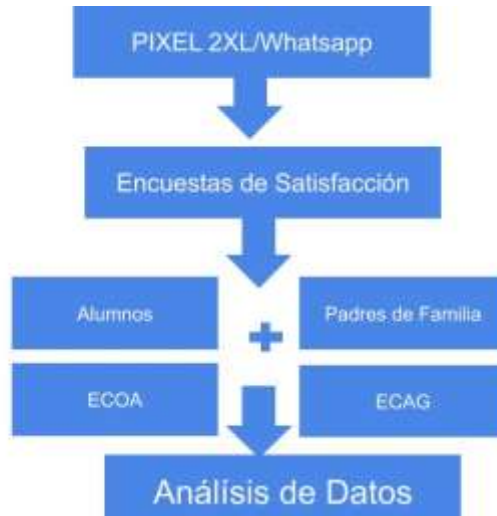 PIXEL 2XL/Whatsapp
Encuestas de Satisfacción
Alumnos
Padres de Familia
ECOA
ECAG
Análisis de Datos